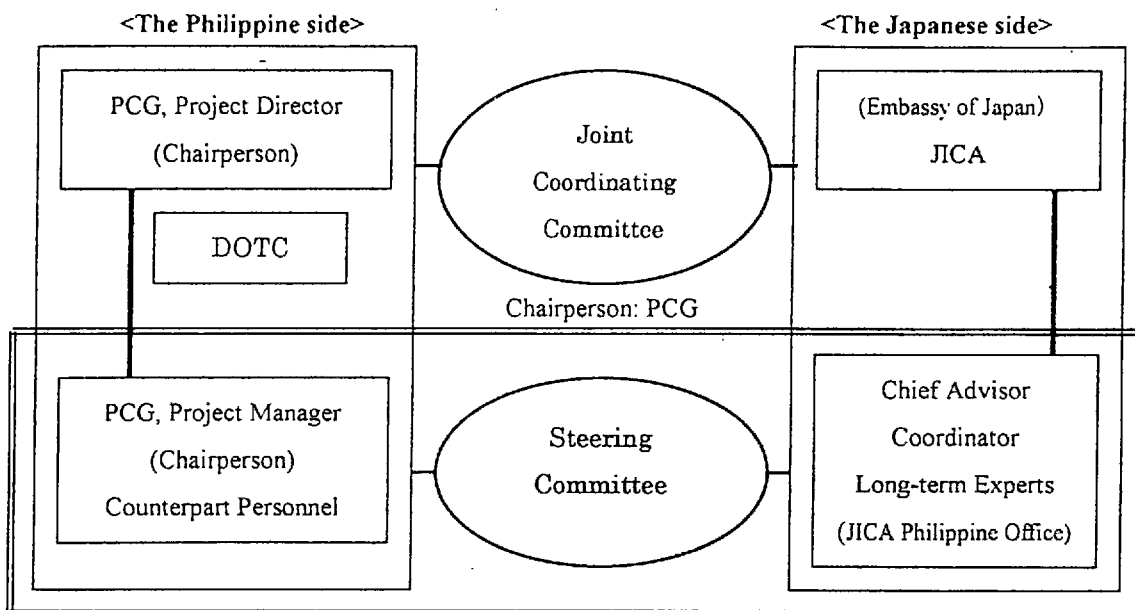 <The Philippine side>
<The Japanese side>
PCG, Project Director
(Chairperson)
DOTC
Joint
Coordinating
Committee
Chairperson: PCG
(Embassy of Japan)
JICA
PCG, Project Manager
(Chairperson)
Counterpart Personnel
Steering
Committee
Chief Advisor
Coordinator
Long-term Experts
(JICA Philippine Office)